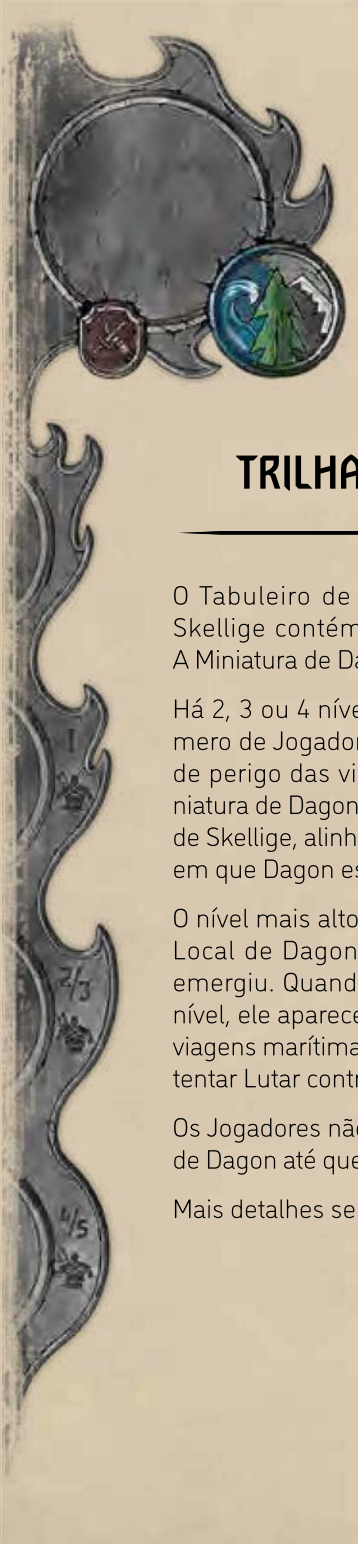 TRILHA
O Tabuleiro de
Skellige contém
A Miniatura de Da
Há 2, 3 ou 4 níve
mero de Jogador
de perigo das vi
niatura de Dagon
de Skellige, alinh
em que Dagon es
O nível mais alto
Local de Dagon
emergiu. Quand
nível, ele aparece
viagens marítima
tentar Lutar contr
Os Jogadores não
de Dagon até que
Mais detalhes se
1
2/3
4/5